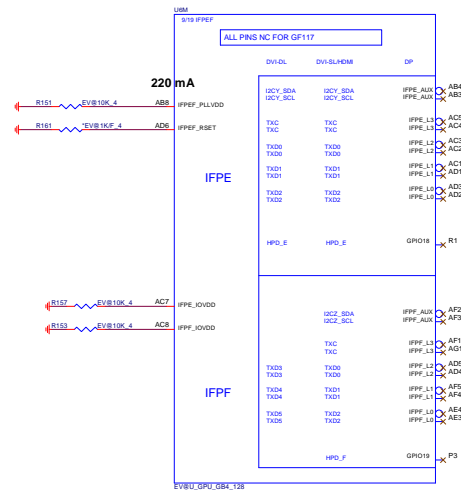 U6M
9/19 IFPEF
ALL PINS NC FOR GF117
DVI-DL DVI-SL/HDMI DP
220 mA
I2CY_SDA I2CY_SDA IFPE_AUX AB4
I2CY_SCL I2CY_SCL IFPE_AUX AB3
R151 EV@10K_4 AB8 IFPEF_PLLVDD
TXC TXC IFPE_L3 AC5
TXC TXC IFPE_L3 AC4
R161 *EV@1K/F_4 AD6 IFPEF_RSET
TXD0 TXD0 IFPE_L2 AC3
TXD0 TXD0 IFPE_L2 AC2
TXD1 TXD1 IFPE_L1 AC1
TXD1 TXD1 IFPE_L1 AD1
IFPE
TXD2 TXD2 IFPE_L0 AD3
TXD2 TXD2 IFPE_L0 AD2
HPD_E HPD_E GPIO18 R1
R157 EV@10K_4 AC7 IFPE_IOVDD
I2CZ_SDA IFPF_AUX AF2
I2CZ_SCL IFPF_AUX AF3
R153 EV@10K_4 AC8 IFPF_IOVDD
TXC IFPF_L3 AF1
TXC IFPF_L3 AG1
TXD3 TXD0 IFPF_L2 AD5
TXD3 TXD0 IFPF_L2 AD4
IFPF
TXD4 TXD1 IFPF_L1 AF5
TXD4 TXD1 IFPF_L1 AF4
TXD5 TXD2 IFPF_L0 AE4
TXD5 TXD2 IFPF_L0 AE3
HPD_F GPIO19 P3
EV@U_GPU_GB4_128